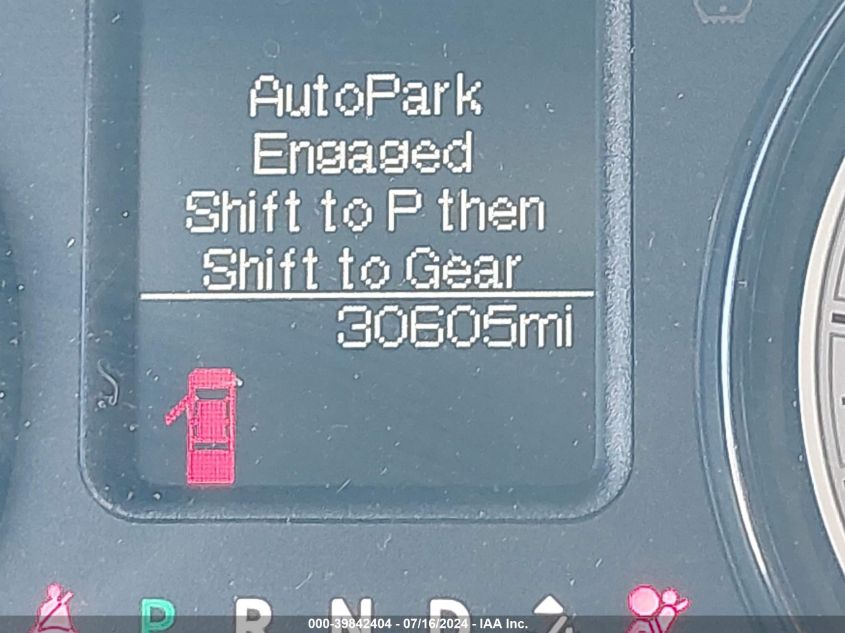 AutoPark
Engaged
Shift to P then
Shift to Gear
30605mi
P R N D
000-39842404 - 07/16/2024 - IAA Inc.